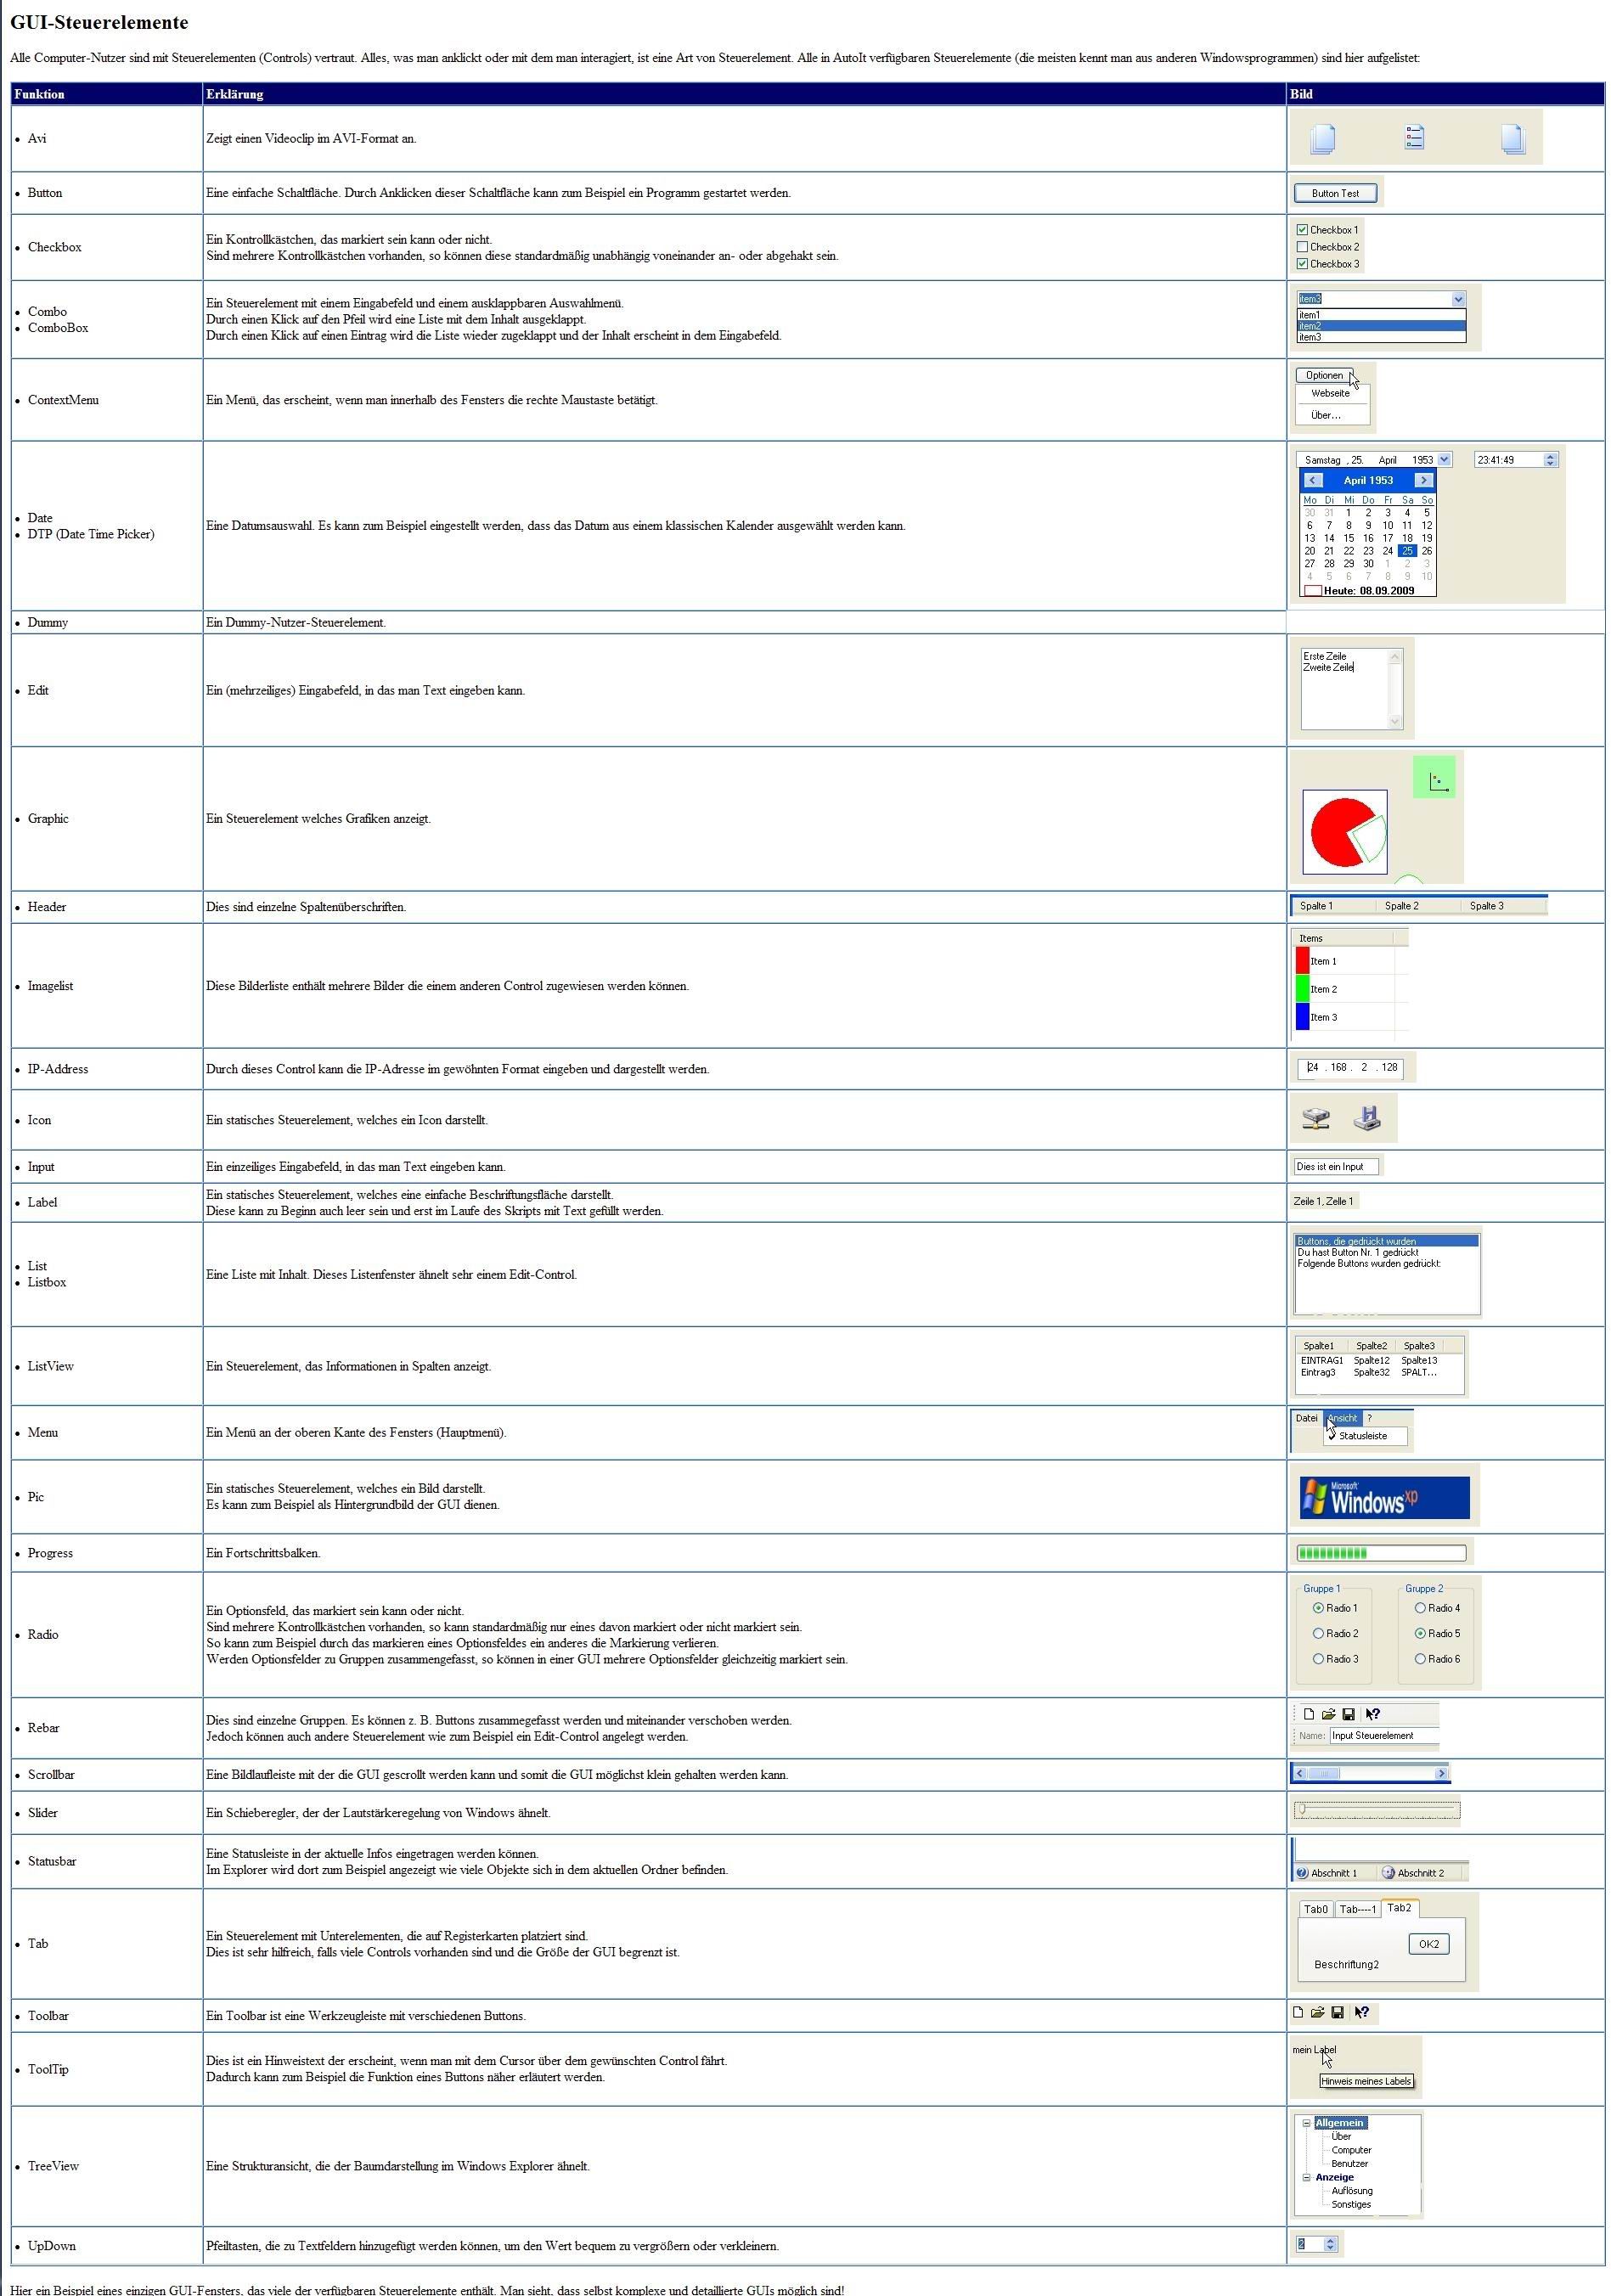 GUI-Steuerelemente
Alle Computer-Nutzer sind mit Steuerelementen (Controls) vertraut. Alles, was man anklickt oder mit dem man interagiert, ist eine Art von Steuerelement. Alle in AutoIt verfügbaren Steuerelemente (die meisten kennt man aus anderen Windowsprogrammen) sind hier aufgelistet:
Funktion Erklärung Bild
• Avi
Zeigt einen Videoclip im AVI-Format an.
• Button
Eine einfache Schaltfläche. Durch Anklicken dieser Schaltfläche kann zum Beispiel ein Programm gestartet werden.
Button Test
• Checkbox
Ein Kontrollkästchen, das markiert sein kann oder nicht.
Sind mehrere Kontrollkästchen vorhanden, so können diese standardmäßig unabhängig voneinander an- oder abgehakt sein.
Checkbox 1
Checkbox 2
Checkbox 3
• Combo
• ComboBox
Ein Steuerelement mit einem Eingabefeld und einem ausklappbaren Auswahlmenü.
Durch einen Klick auf den Pfeil wird eine Liste mit dem Inhalt ausgeklappt.
Durch einen Klick auf einen Eintrag wird die Liste wieder zugeklappt und der Inhalt erscheint in dem Eingabefeld.
item3
item1
item2
item3
• ContextMenu
Ein Menü, das erscheint, wenn man innerhalb des Fensters die rechte Maustaste betätigt.
Optionen
Webseite
Über...
• Date
• DTP (Date Time Picker)
Eine Datumsauswahl. Es kann zum Beispiel eingestellt werden, dass das Datum aus einem klassischen Kalender ausgewählt werden kann.
Samstag , 25. April 1953 23:41:49
April 1953
Mo Di Mi Do Fr Sa So
30 31 1 2 3 4 5
6 7 8 9 10 11 12
13 14 15 16 17 18 19
20 21 22 23 24 25 26
27 28 29 30 1 2 3
4 5 6 7 8 9 10
Heute: 08.09.2009
• Dummy
Ein Dummy-Nutzer-Steuerelement.
• Edit
Ein (mehrzeiliges) Eingabefeld, in das man Text eingeben kann.
Erste Zeile
Zweite Zeile
• Graphic
Ein Steuerelement welches Grafiken anzeigt.
• Header
Dies sind einzelne Spaltenüberschriften.
Spalte 1 Spalte 2 Spalte 3
• Imagelist
Diese Bilderliste enthält mehrere Bilder die einem anderen Control zugewiesen werden können.
Items
Item 1
Item 2
Item 3
• IP-Address
Durch dieses Control kann die IP-Adresse im gewöhnten Format eingeben und dargestellt werden.
24 . 168 . 2 . 128
• Icon
Ein statisches Steuerelement, welches ein Icon darstellt.
• Input
Ein einzeiliges Eingabefeld, in das man Text eingeben kann.
Dies ist ein Input
• Label
Ein statisches Steuerelement, welches eine einfache Beschriftungsfläche darstellt.
Diese kann zu Beginn auch leer sein und erst im Laufe des Skripts mit Text gefüllt werden.
Zeile 1, Zelle 1
• List
• Listbox
Eine Liste mit Inhalt. Dieses Listenfenster ähnelt sehr einem Edit-Control.
Buttons, die gedrückt wurden
Du hast Button Nr. 1 gedrückt
Folgende Buttons wurden gedrückt:
• ListView
Ein Steuerelement, das Informationen in Spalten anzeigt.
Spalte1 Spalte2 Spalte3
EINTRAG1 Spalte12 Spalte13
Eintrag3 Spalte32 SPALT...
• Menu
Ein Menü an der oberen Kante des Fensters (Hauptmenü).
Datei Ansicht ?
Statusleiste
• Pic
Ein statisches Steuerelement, welches ein Bild darstellt.
Es kann zum Beispiel als Hintergrundbild der GUI dienen.
Microsoft
Windows xp
• Progress
Ein Fortschrittsbalken.
• Radio
Ein Optionsfeld, das markiert sein kann oder nicht.
Sind mehrere Kontrollkästchen vorhanden, so kann standardmäßig nur eines davon markiert oder nicht markiert sein.
So kann zum Beispiel durch das markieren eines Optionsfeldes ein anderes die Markierung verlieren.
Werden Optionsfelder zu Gruppen zusammengefasst, so können in einer GUI mehrere Optionsfelder gleichzeitig markiert sein.
Gruppe 1 Gruppe 2
Radio 1 Radio 4
Radio 2 Radio 5
Radio 3 Radio 6
• Rebar
Dies sind einzelne Gruppen. Es können z. B. Buttons zusammegefasst werden und miteinander verschoben werden.
Jedoch können auch andere Steuerelement wie zum Beispiel ein Edit-Control angelegt werden.
Name: Input Steuerelement
• Scrollbar
Eine Bildlaufleiste mit der die GUI gescrollt werden kann und somit die GUI möglichst klein gehalten werden kann.
• Slider
Ein Schieberegler, der der Lautstärkeregelung von Windows ähnelt.
• Statusbar
Eine Statusleiste in der aktuelle Infos eingetragen werden können.
Im Explorer wird dort zum Beispiel angezeigt wie viele Objekte sich in dem aktuellen Ordner befinden.
Abschnitt 1 Abschnitt 2
• Tab
Ein Steuerelement mit Unterelementen, die auf Registerkarten platziert sind.
Dies ist sehr hilfreich, falls viele Controls vorhanden sind und die Größe der GUI begrenzt ist.
Tab0 Tab----1 Tab2
OK2
Beschriftung2
• Toolbar
Ein Toolbar ist eine Werkzeugleiste mit verschiedenen Buttons.
• ToolTip
Dies ist ein Hinweistext der erscheint, wenn man mit dem Cursor über dem gewünschten Control fährt.
Dadurch kann zum Beispiel die Funktion eines Buttons näher erläutert werden.
mein Label
Hinweis meines Labels
• TreeView
Eine Strukturansicht, die der Baumdarstellung im Windows Explorer ähnelt.
Allgemein
Über
Computer
Benutzer
Anzeige
Auflösung
Sonstiges
• UpDown
Pfeiltasten, die zu Textfeldern hinzugefügt werden können, um den Wert bequem zu vergrößern oder verkleinern.
2
Hier ein Beispiel eines einzigen GUI-Fensters, das viele der verfügbaren Steuerelemente enthält. Man sieht, dass selbst komplexe und detaillierte GUIs möglich sind!